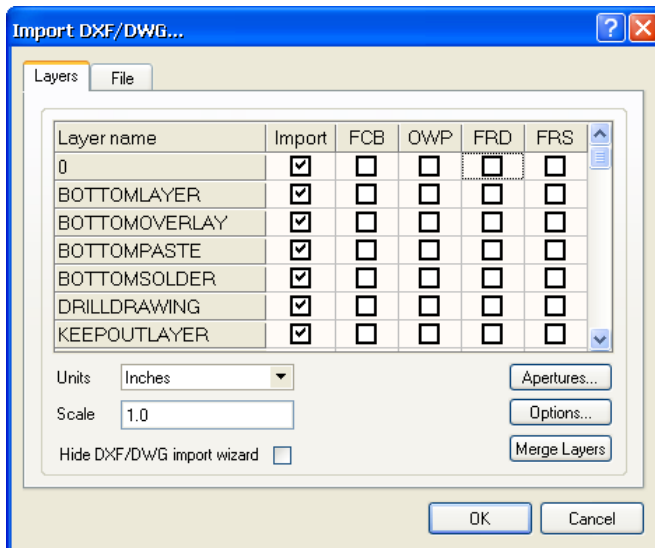 Import DXF/DWG...
Layers File
Layer name Import FCB OWP FRD FRS
0
BOTTOMLAYER
BOTTOMOVERLAY
BOTTOMPASTE
BOTTOMSOLDER
DRILLDRAWING
KEEPOUTLAYER
Units Inches Apertures...
Scale 1.0 Options...
Hide DXF/DWG import wizard Merge Layers
OK Cancel